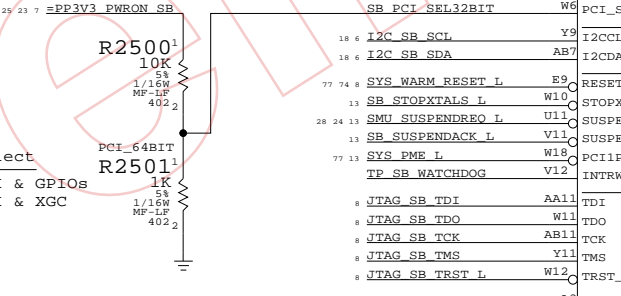 25 23 7 =PP3V3_PWRON_SB
R2500 1
10K
5%
1/16W
MF-LF
402 2
PCI_64BIT
R2501 1
1K
5%
1/16W
MF-LF
402 2
& GPIOs
& XGC
SB_PCI_SEL32BIT W6
18 6 I2C_SB_SCL Y9 I2CCL
18 6 I2C_SB_SDA AB7 I2CDA
77 74 8 SYS_WARM_RESET_L E9 RESET
13 SB_STOPXTALS_L W10 STOPX
28 24 13 SMU_SUSPENDREQ_L U11 SUSPE
13 SB_SUSPENDACK_L V11 SUSPE
77 13 SYS_PME_L W18 PCI1P
TP_SB_WATCHDOG V12 INTRW
8 JTAG_SB_TDI AA11 TDI
8 JTAG_SB_TDO W11 TDO
8 JTAG_SB_TCK AB11 TCK
8 JTAG_SB_TMS Y11 TMS
8 JTAG_SB_TRST_L W12 TRST_